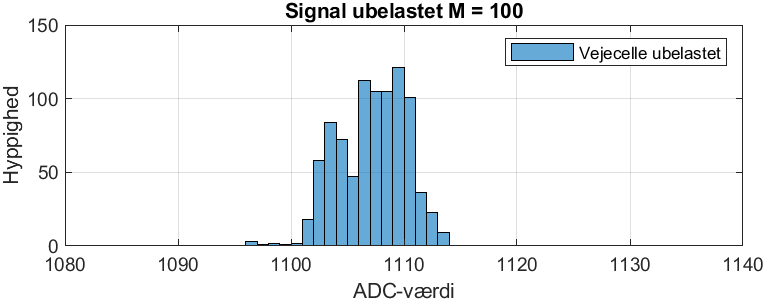 Signal ubelastet M = 100
150
100
50
0
Hyppighed
Vejecelle ubelastet
1080 1090 1100 1110 1120 1130 1140
ADC-værdi